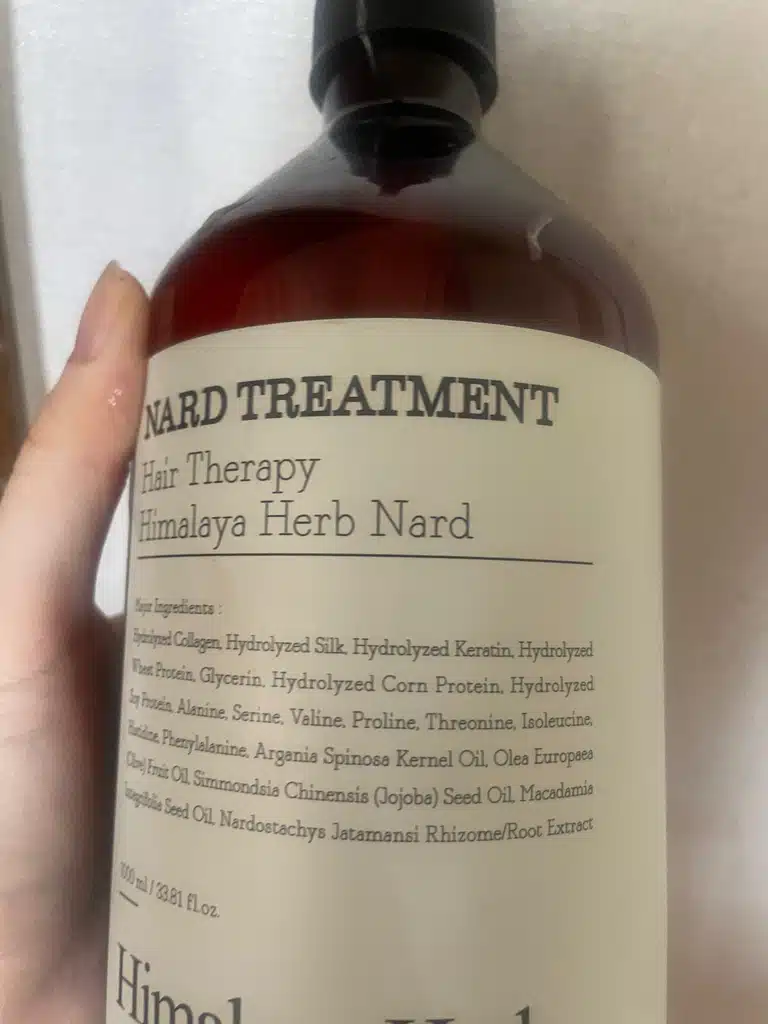 NARD TREATMENT
Hair Therapy
Himalaya Herb Nard
Major Ingredients :
Hydrolyzed Collagen, Hydrolyzed Silk, Hydrolyzed Keratin, Hydrolyzed
Wheat Protein, Glycerin, Hydrolyzed Corn Protein, Hydrolyzed
Soy Protein, Alanine, Serine, Valine, Proline, Threonine, Isoleucine,
Histidine, Phenylalanine, Argania Spinosa Kernel Oil, Olea Europaea
(Olive) Fruit Oil, Simmondsia Chinensis (Jojoba) Seed Oil, Macadamia
Integrifolia Seed Oil, Nardostachys Jatamansi Rhizome/Root Extract
1000 ml / 33.81 fl.oz.